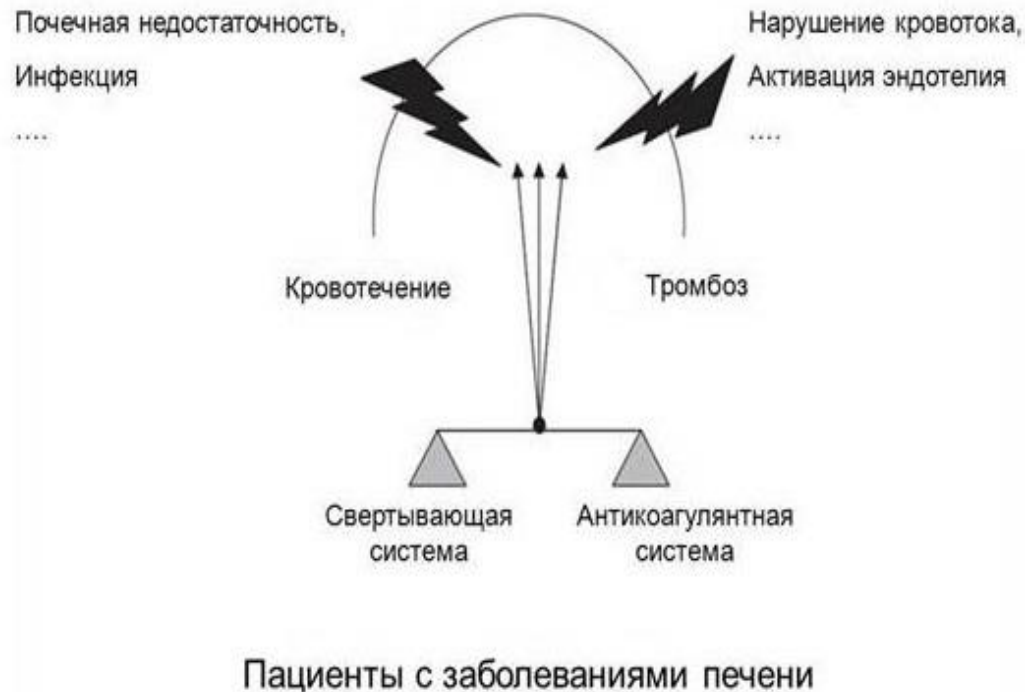 Почечная недостаточность,
Инфекция
....
Нарушение кровотока,
Активация эндотелия
....
Кровотечение
Тромбоз
Свертывающая
система
Антикоагулянтная
система
Пациенты с заболеваниями печени